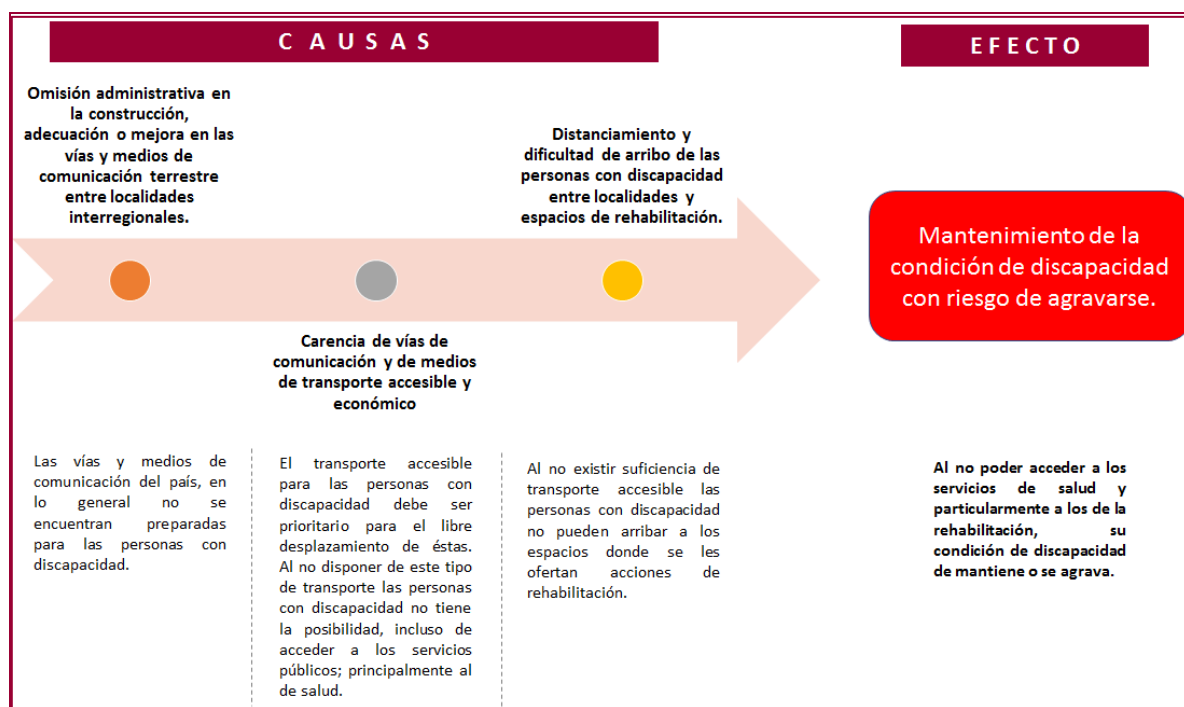 CAUSAS
EFECTO
Omisión administrativa en
la construcción,
adecuación o mejora en las
vías y medios de
comunicación terrestre
entre localidades
interregionales.
Distanciamiento y
dificultad de arribo de las
personas con discapacidad
entre localidades y
espacios de rehabilitación.
Mantenimiento de la
condición de discapacidad
con riesgo de agravarse.
Carencia de vías de
comunicación y de medios
de transporte accesible y
económico
Las vías y medios de
comunicación del país, en
lo general no se
encuentran preparadas
para las personas con
discapacidad.
El transporte accesible
para las personas con
discapacidad debe ser
prioritario para el libre
desplazamiento de éstas.
Al no disponer de este tipo
de transporte las personas
con discapacidad no tiene
la posibilidad, incluso de
acceder a los servicios
públicos; principalmente al
de salud.
Al no existir suficiencia de
transporte accesible las
personas con discapacidad
no pueden arribar a los
espacios donde se les
ofertan acciones de
rehabilitación.
Al no poder acceder a los
servicios de salud y
particularmente a los de la
rehabilitación, su
condición de discapacidad
de mantiene o se agrava.